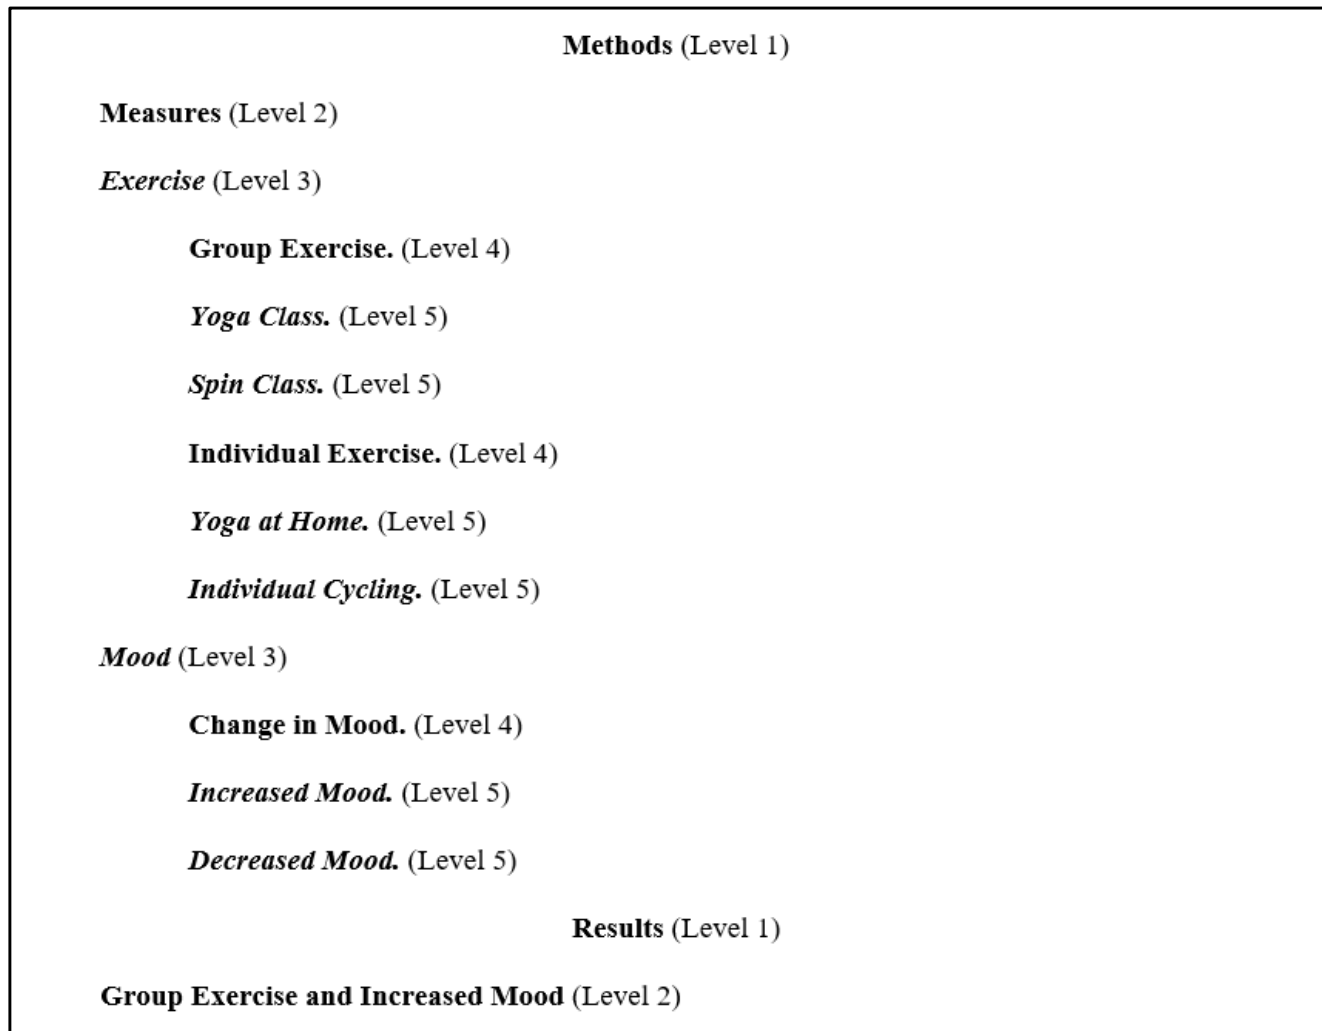 Methods (Level 1)
Measures (Level 2)
Exercise (Level 3)
Group Exercise. (Level 4)
Yoga Class. (Level 5)
Spin Class. (Level 5)
Individual Exercise. (Level 4)
Yoga at Home. (Level 5)
Individual Cycling. (Level 5)
Mood (Level 3)
Change in Mood. (Level 4)
Increased Mood. (Level 5)
Decreased Mood. (Level 5)
Results (Level 1)
Group Exercise and Increased Mood (Level 2)